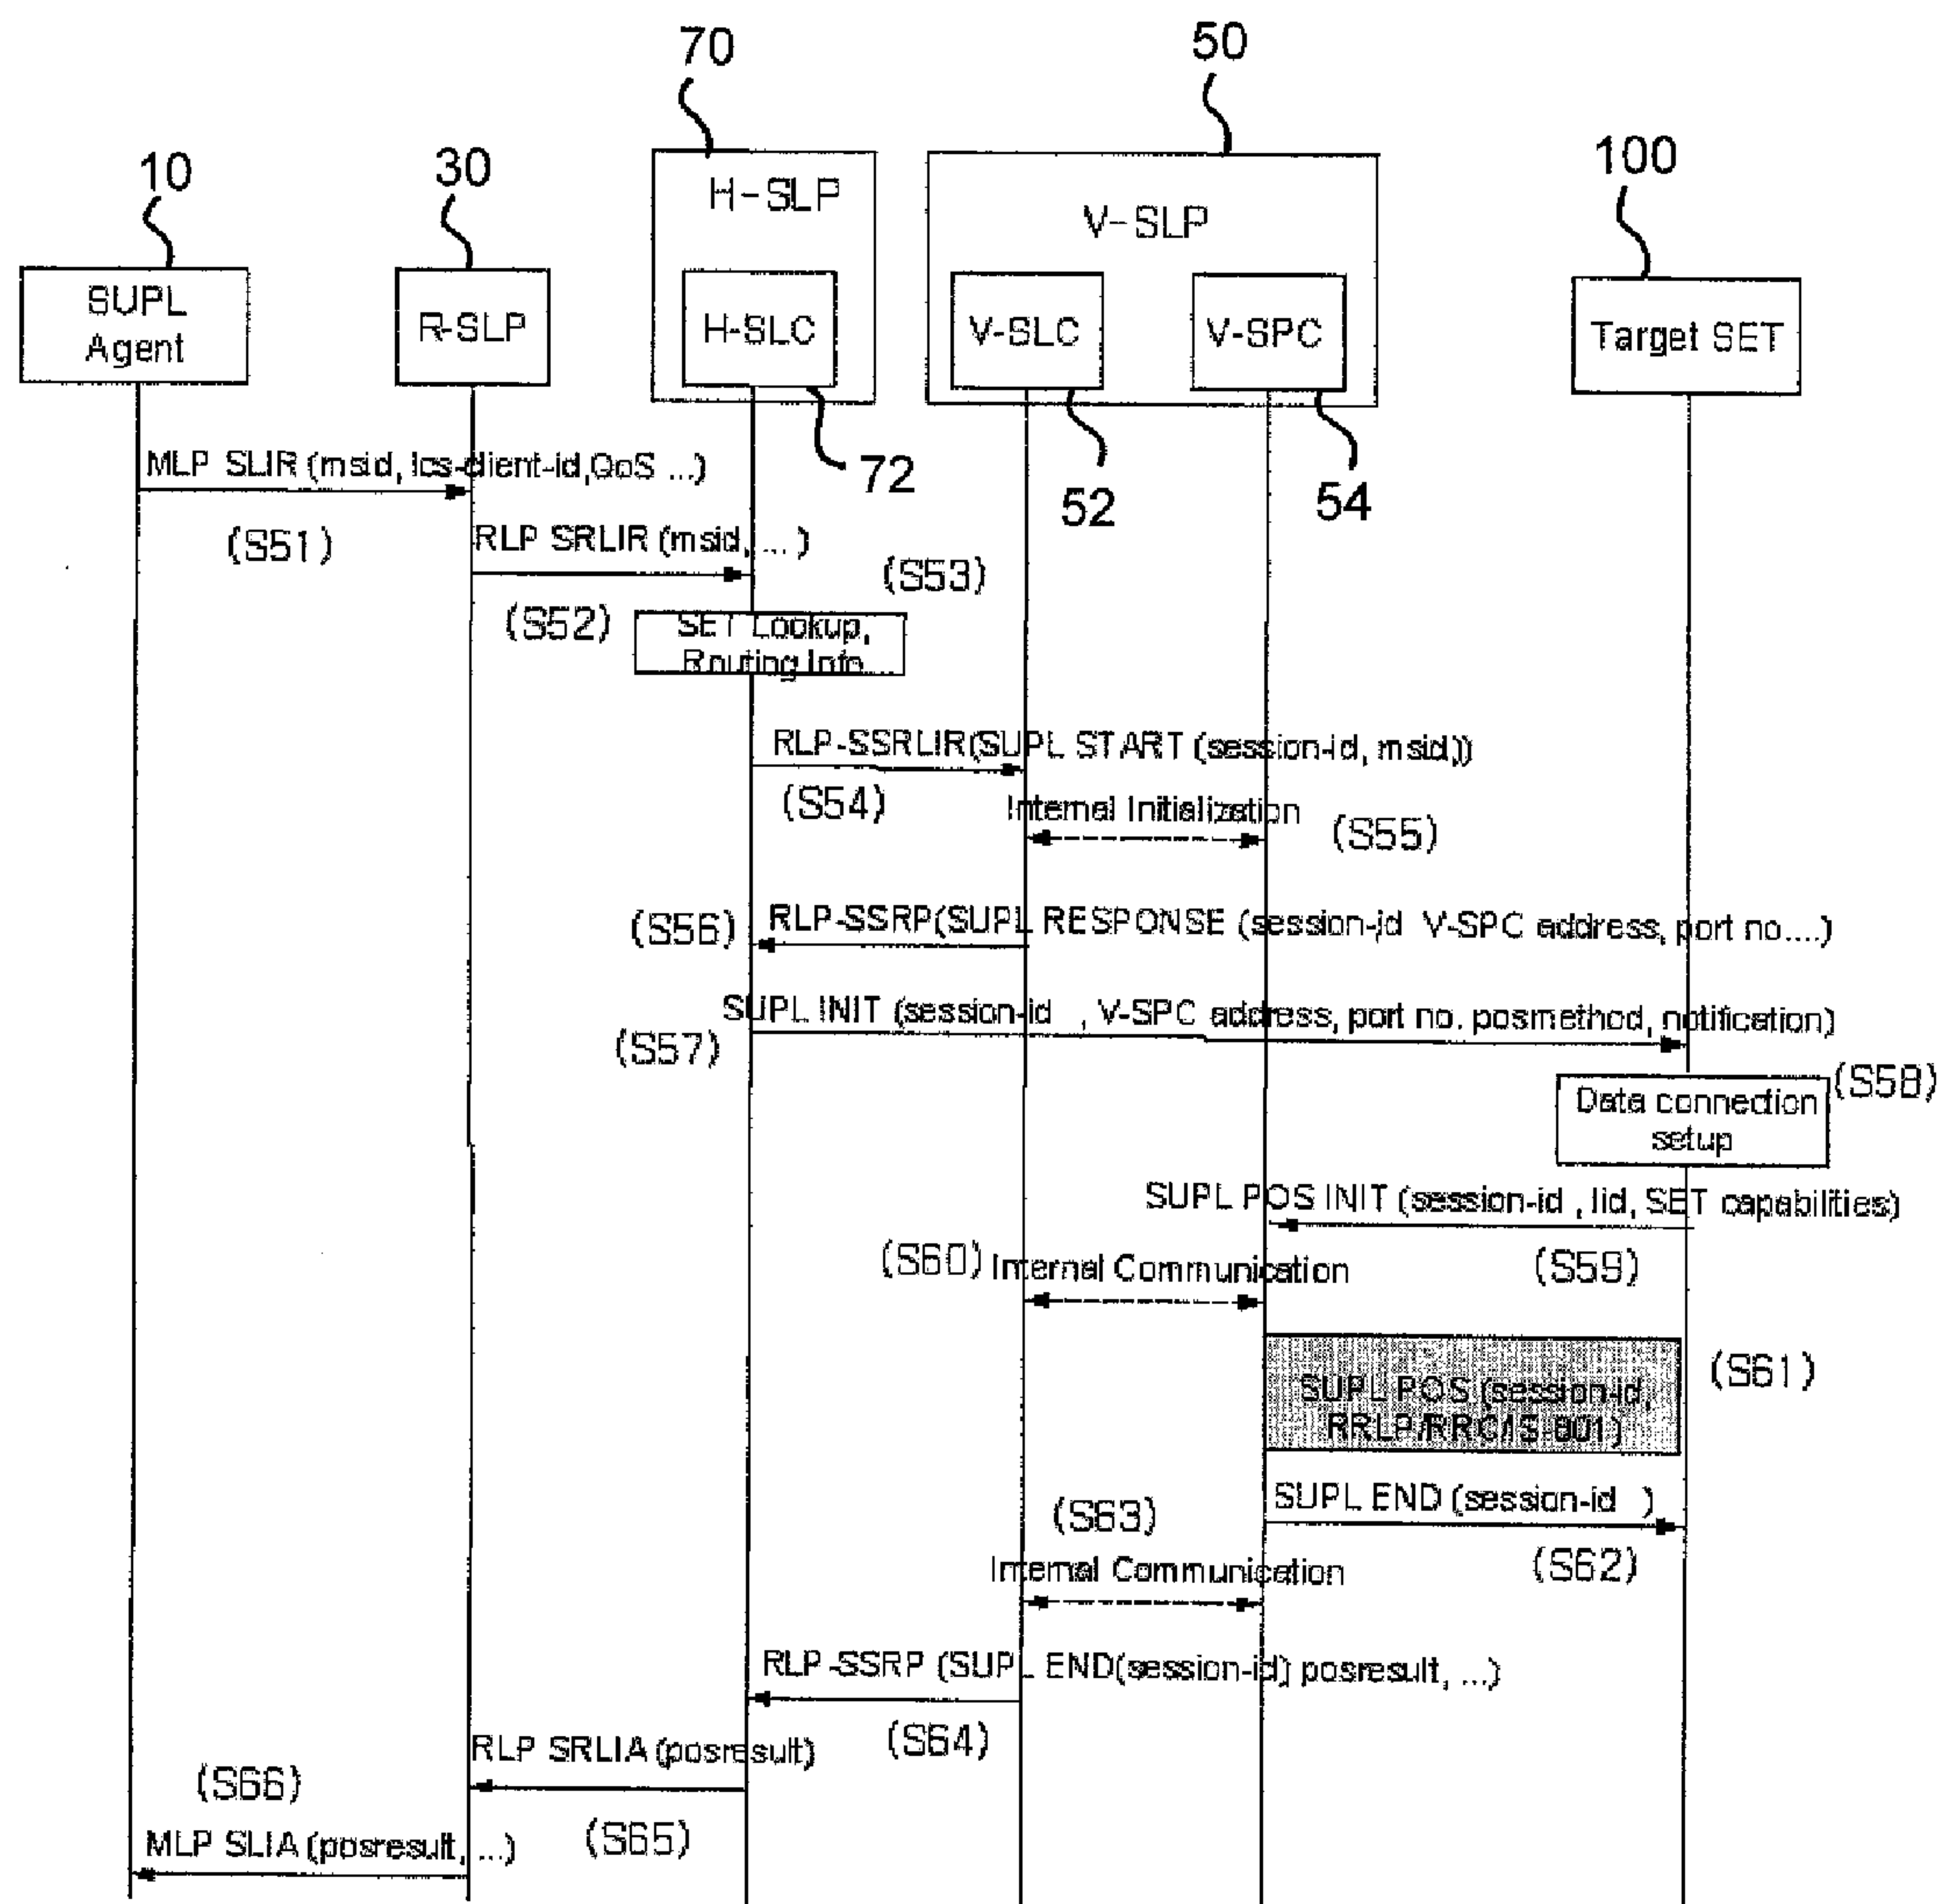 70
50
10
30
100
H-SLP
V-SLP
SUPL
Agent
R-SLP
H-SLC
V-SLC
V-SPC
Target SET
MLP SLIR (msid, lcs-client-id,QoS ...)
72
52
54
(S51)
RLP SRLIR (msid, ... )
(S53)
(S52)
SET Lookup,
Routing Info
RLP-SSRLIR(SUPL START (session-id, msid,))
(S54)
Internal Initialization
(S55)
(S56)
RLP-SSRP(SUPL RESPONSE (session-id V-SPC address, port no....)
SUPL INIT (session-id , V-SPC address, port no. posmethod, notification)
(S57)
(S58)
Data connection
setup
SUPL POS INIT (session-id , lid, SET capabilities)
(S60)
Internal Communication
(S59)
(S61)
SUPL POS (session-id,
RRLP/RRC/IS-801)
SUPL END (session-id )
(S63)
(S62)
Internal Communication
RLP-SSRP (SUPL END(session-id) posresult, ...)
(S64)
RLP SRLIA (posresult)
(S66)
(S65)
MLP SLIA (posresult, ...)